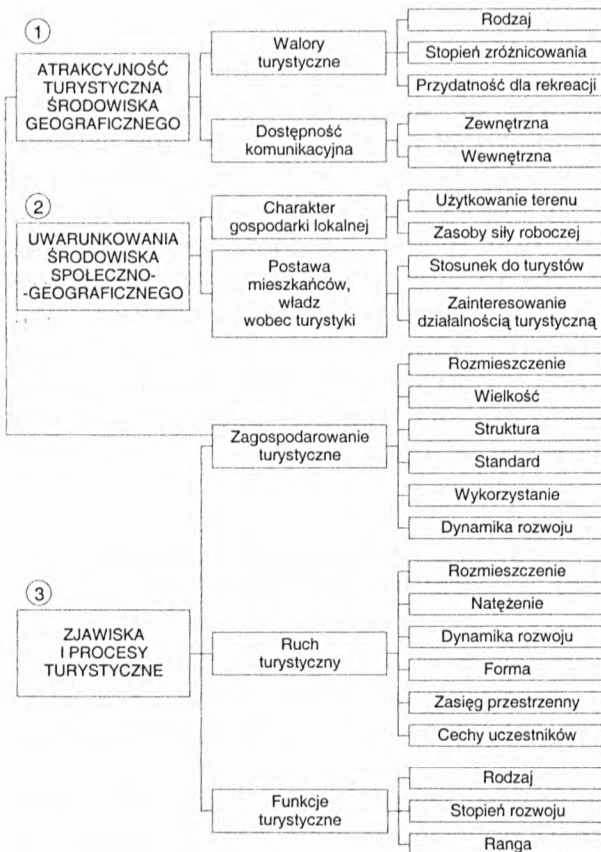 1
ATRAKCYJNOŚĆ
TURYSTYCZNA
ŚRODOWISKA
GEOGRAFICZNEGO
Walory
turystyczne
Rodzaj
Stopień zróżnicowania
Przydatność dla rekreacji
Dostępność
komunikacyjna
Zewnętrzna
Wewnętrzna
2
UWARUNKOWANIA
ŚRODOWISKA
SPOŁECZNO-
-GEOGRAFICZNEGO
Charakter
gospodarki lokalnej
Użytkowanie terenu
Zasoby siły roboczej
Postawa
mieszkańców,
władz
wobec turystyki
Stosunek do turystów
Zainteresowanie
działalnością turystyczną
3
ZJAWISKA
I PROCESY
TURYSTYCZNE
Zagospodarowanie
turystyczne
Rozmieszczenie
Wielkość
Struktura
Standard
Wykorzystanie
Dynamika rozwoju
Ruch
turystyczny
Rozmieszczenie
Natężenie
Dynamika rozwoju
Forma
Zasięg przestrzenny
Cechy uczestników
Funkcje
turystyczne
Rodzaj
Stopień rozwoju
Ranga